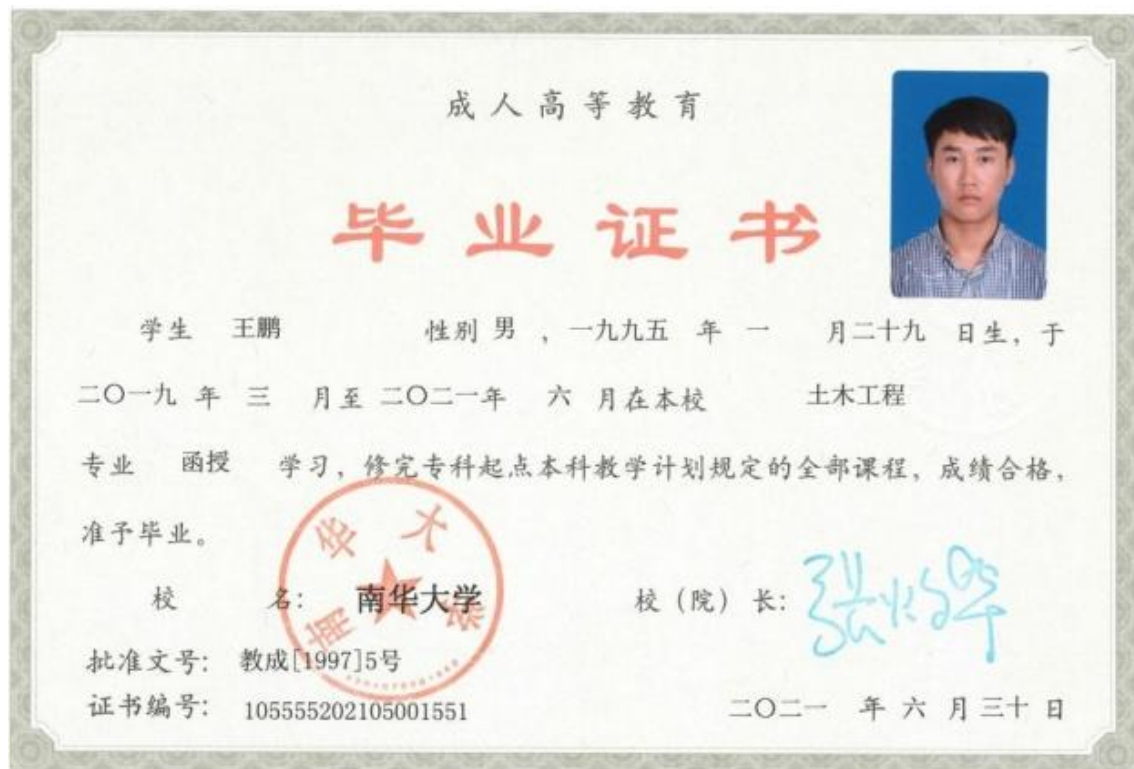 成人高等教育
毕业证书
学生 王鹏 性别 男 ，一九九五 年 一 月二十九 日生，于
二〇一九 年 三 月至 二〇二一年 六 月在本校 土木工程
专业 函授 学习，修完专科起点本科教学计划规定的全部课程，成绩合格，
准予毕业。
南华大学
校 名： 南华大学 校（院）长：
批准文号： 教成[1997]5号
证书编号： 105555202105001551 二〇二一 年 六 月 三十 日